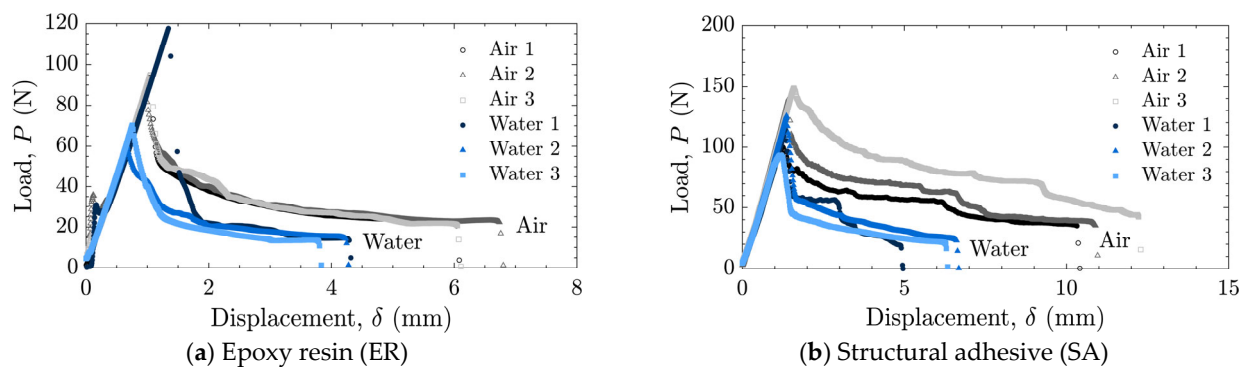 120
100
80
60
40
20
0
Load, P (N)
Air 1
Air 2
Air 3
Water 1
Water 2
Water 3
Air
Water
0 2 4 6 8
Displacement, δ (mm)
(a) Epoxy resin (ER)
200
150
100
50
0
Load, P (N)
Air 1
Air 2
Air 3
Water 1
Water 2
Water 3
Air
Water
0 5 10 15
Displacement, δ (mm)
(b) Structural adhesive (SA)